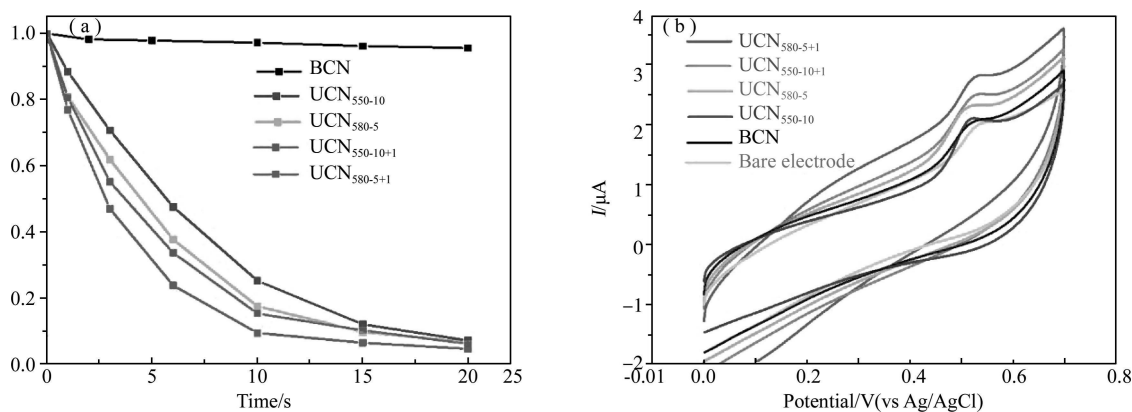 ( a )
1.0
0.8
0.6
0.4
0.2
0.0
BCN
UCN550-10
UCN580-5
UCN550-10+1
UCN580-5+1
0
5
10
15
20
25
Time/s
( b )
4
3
2
1
0
−1
−2
I/μA
UCN580-5+1
UCN550-10+1
UCN580-5
UCN550-10
BCN
Bare electrode
-0.01
0.0
0.2
0.4
0.6
0.8
Potential/V(vs Ag/AgCl)